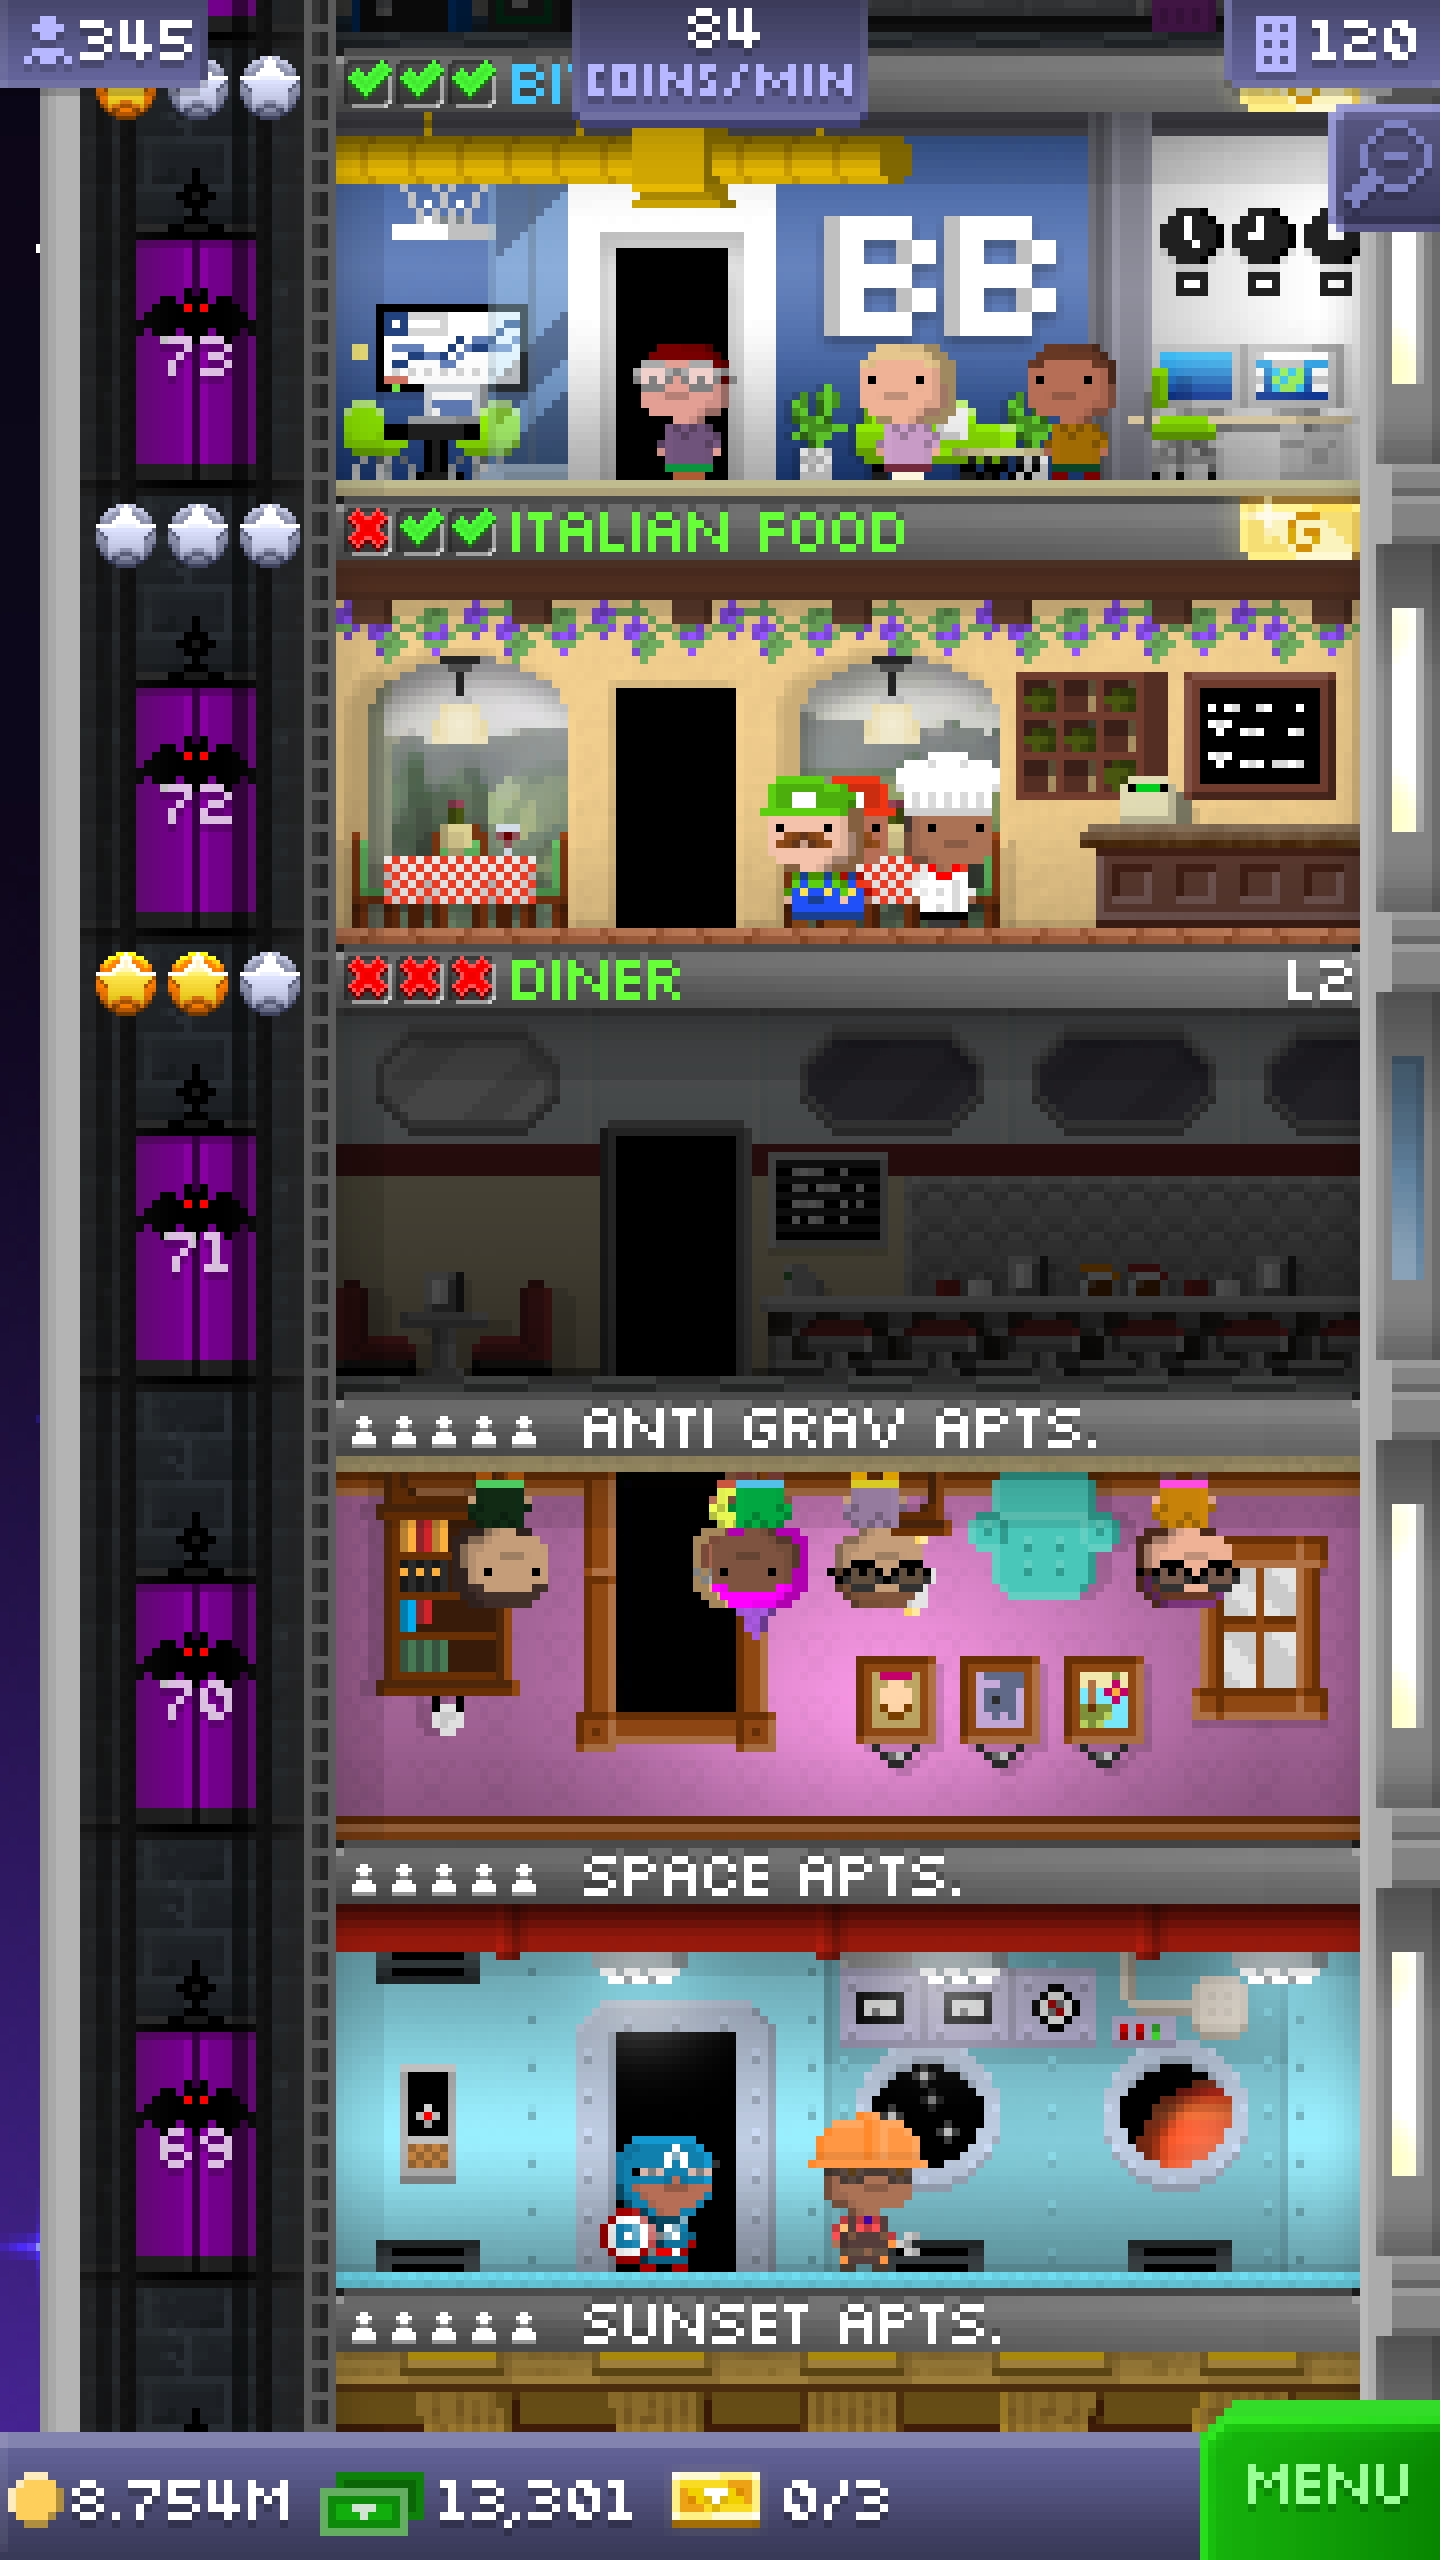 345
84
COINS/MIN
120
BB
73
ITALIAN FOOD
G
72
DINER
L2
71
ANTI GRAV APTS.
70
SPACE APTS.
69
SUNSET APTS.
8.754M
13,301
0/3
MENU